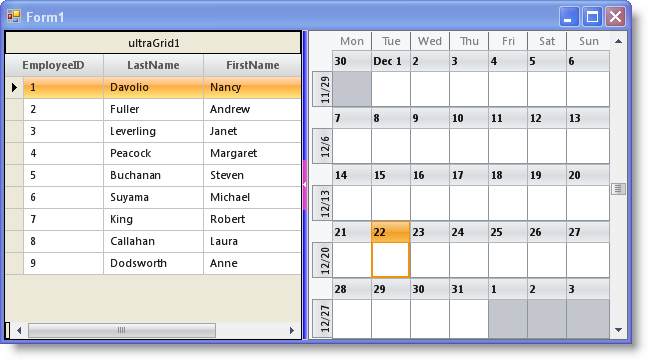 Form1
ultraGrid1
EmployeeID LastName FirstName
1 Davolio Nancy
2 Fuller Andrew
3 Leverling Janet
4 Peacock Margaret
5 Buchanan Steven
6 Suyama Michael
7 King Robert
8 Callahan Laura
9 Dodsworth Anne
Mon Tue Wed Thu Fri Sat Sun
30 Dec 1 2 3 4 5 6
11/29
7 8 9 10 11 12 13
12/6
14 15 16 17 18 19 20
12/13
21 22 23 24 25 26 27
12/20
28 29 30 31 1 2 3
12/27